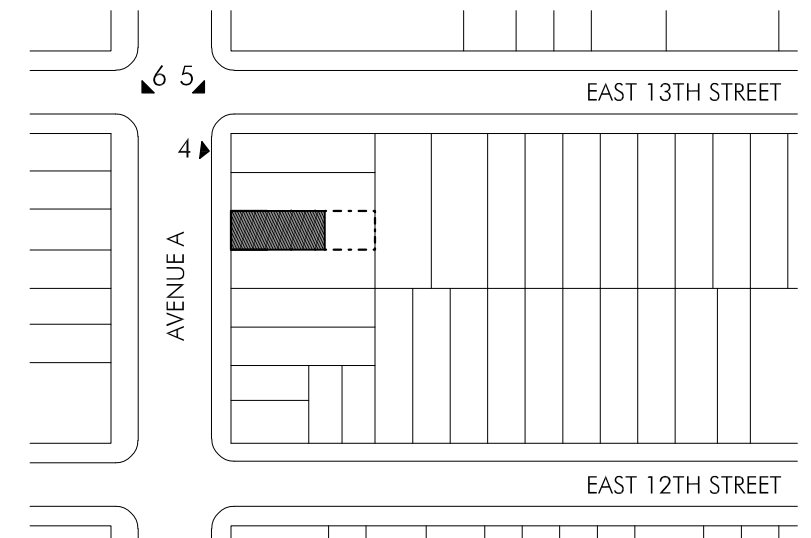 6 5
EAST 13TH STREET
4
AVENUE A
EAST 12TH STREET